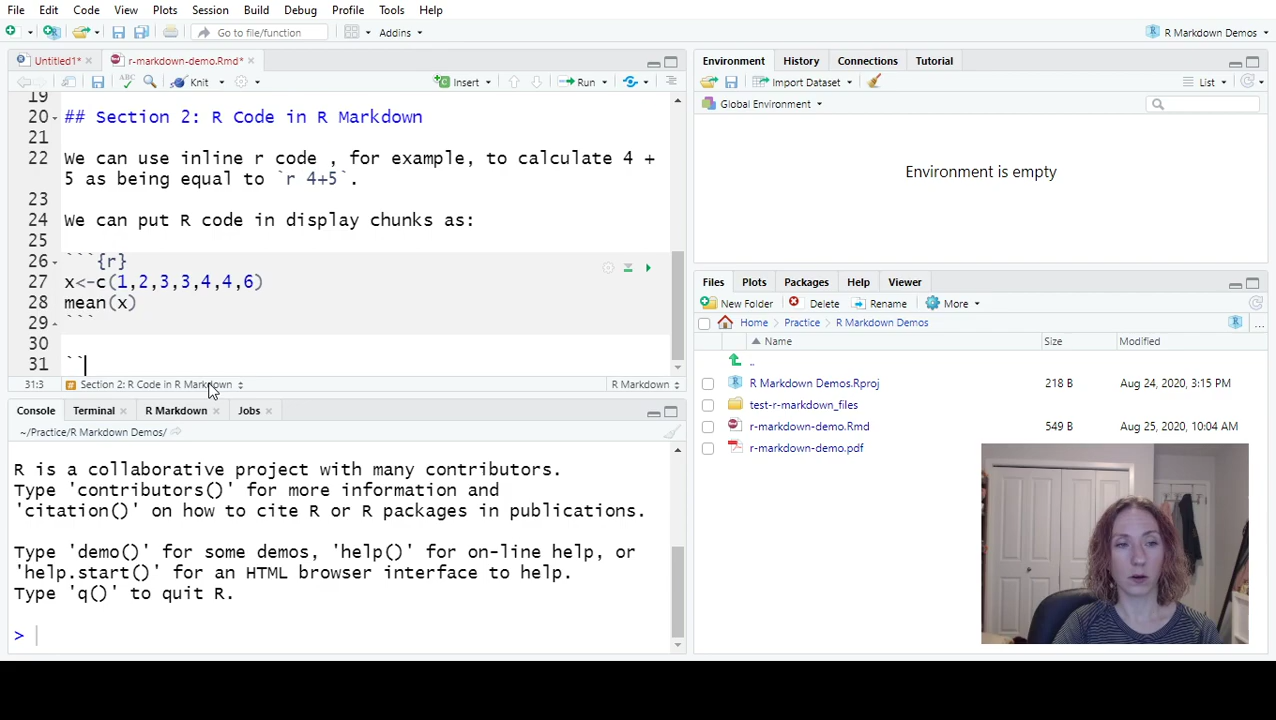 File Edit Code View Plots Session Build Debug Profile Tools Help
Go to file/function Addins R Markdown Demos
Untitled1* r-markdown-demo.Rmd*
Knit Insert Run
19
20 ## Section 2: R Code in R Markdown
21
22 We can use inline r code , for example, to calculate 4 +
5 as being equal to `r 4+5`.
23
24 We can put R code in display chunks as:
25
26 ```{r}
27 x<-c(1,2,3,3,4,4,6)
28 mean(x)
29 ```
30
31 ``
31:3 # Section 2: R Code in R Markdown R Markdown
Console Terminal R Markdown Jobs
~/Practice/R Markdown Demos/
R is a collaborative project with many contributors.
Type 'contributors()' for more information and
'citation()' on how to cite R or R packages in publications.
Type 'demo()' for some demos, 'help()' for on-line help, or
'help.start()' for an HTML browser interface to help.
Type 'q()' to quit R.
>
Environment History Connections Tutorial
Import Dataset List
Global Environment
Environment is empty
Files Plots Packages Help Viewer
New Folder Delete Rename More
Home Practice R Markdown Demos ...
Name Size Modified
..
R Markdown Demos.Rproj 218 B Aug 24, 2020, 3:15 PM
test-r-markdown_files
r-markdown-demo.Rmd 549 B Aug 25, 2020, 10:04 AM
r-markdown-demo.pdf